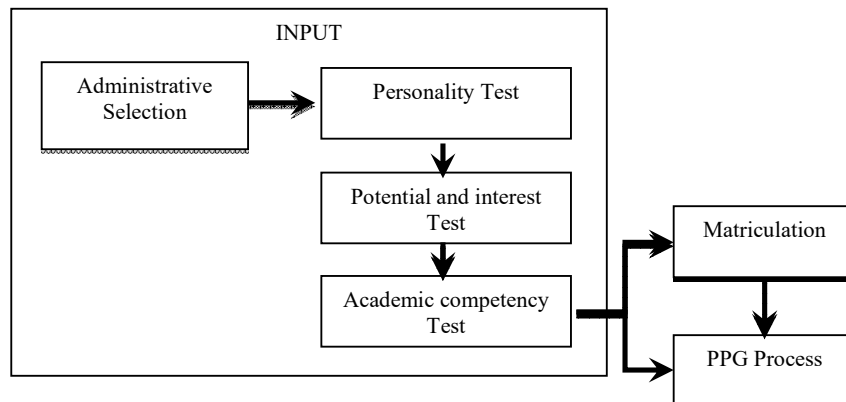 INPUT
Administrative
Selection
Personality Test
Potential and interest
Test
Academic competency
Test
Matriculation
PPG Process